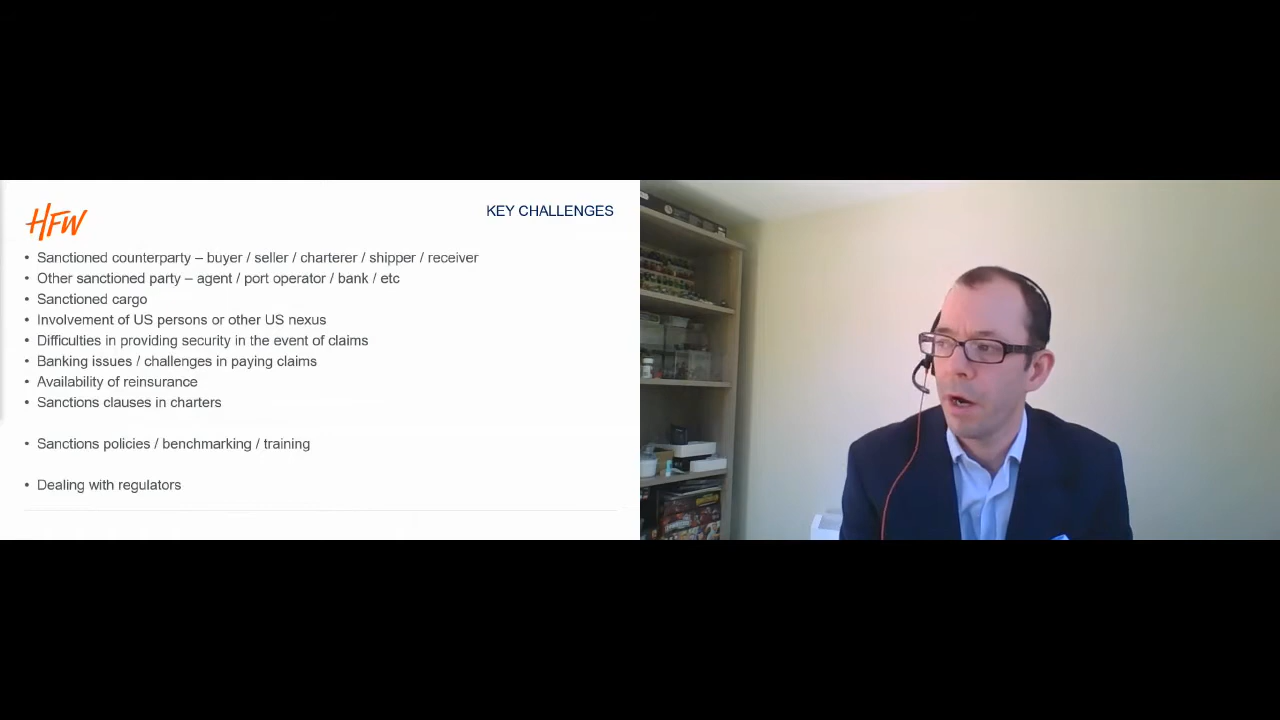 HFW
KEY CHALLENGES
• Sanctioned counterparty – buyer / seller / charterer / shipper / receiver
• Other sanctioned party – agent / port operator / bank / etc
• Sanctioned cargo
• Involvement of US persons or other US nexus
• Difficulties in providing security in the event of claims
• Banking issues / challenges in paying claims
• Availability of reinsurance
• Sanctions clauses in charters
• Sanctions policies / benchmarking / training
• Dealing with regulators